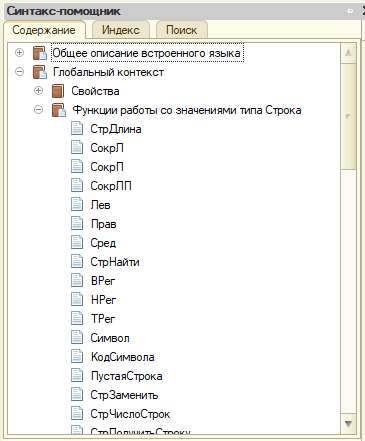 Синтакс-помощник
Содержание Индекс Поиск
Общее описание встроенного языка
Глобальный контекст
Свойства
Функции работы со значениями типа Строка
СтрДлина
СокрЛ
СокрП
СокрЛП
Лев
Прав
Сред
СтрНайти
ВРег
НРег
ТРег
Символ
КодСимвола
ПустаяСтрока
СтрЗаменить
СтрЧислоСтрок
СтрПолучитьСтроку